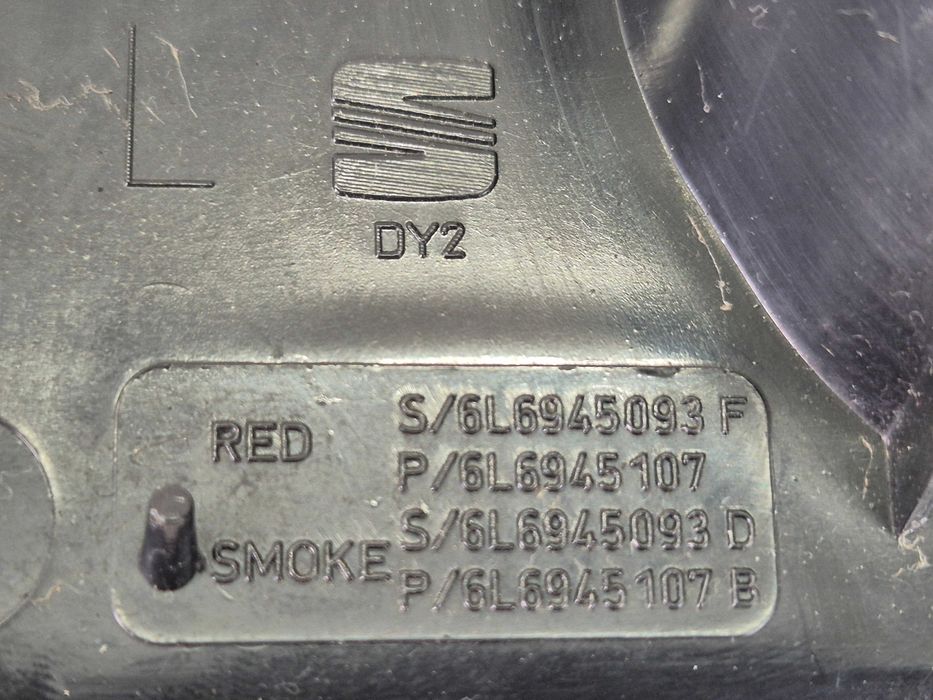 L
S
DY2
RED
S/6L6945093 F
P/6L6945107
SMOKE
S/6L6945093 D
P/6L6945107 B